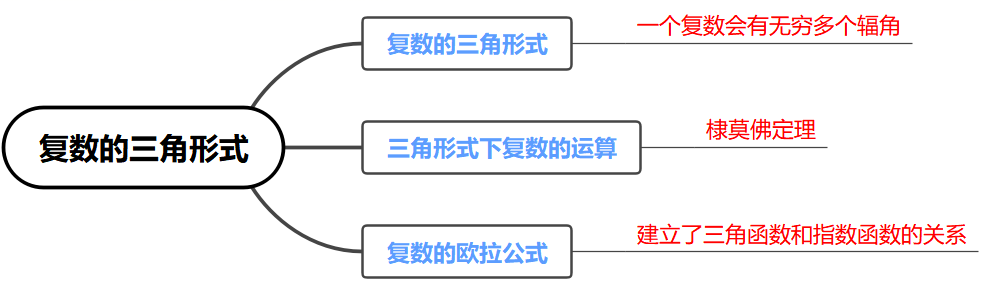 一个复数会有无穷多个辐角
复数的三角形式
棣莫佛定理
复数的三角形式
三角形式下复数的运算
建立了三角函数和指数函数的关系
复数的欧拉公式